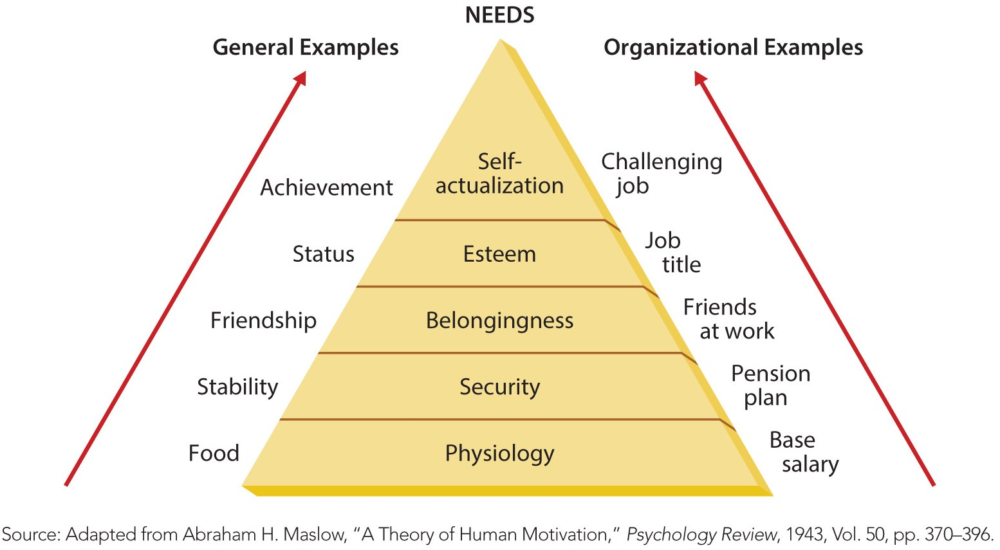 NEEDS
General Examples
Organizational Examples
Achievement
Self-
actualization
Challenging
job
Status
Esteem
Job
title
Friendship
Belongingness
Friends
at work
Stability
Security
Pension
plan
Food
Physiology
Base
salary
Source: Adapted from Abraham H. Maslow, “A Theory of Human Motivation,” Psychology Review, 1943, Vol. 50, pp. 370–396.